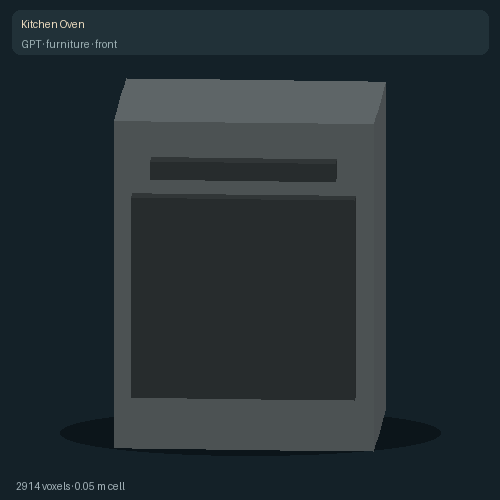 Kitchen Oven
GPT · furniture · front
2914 voxels · 0.05 m cell